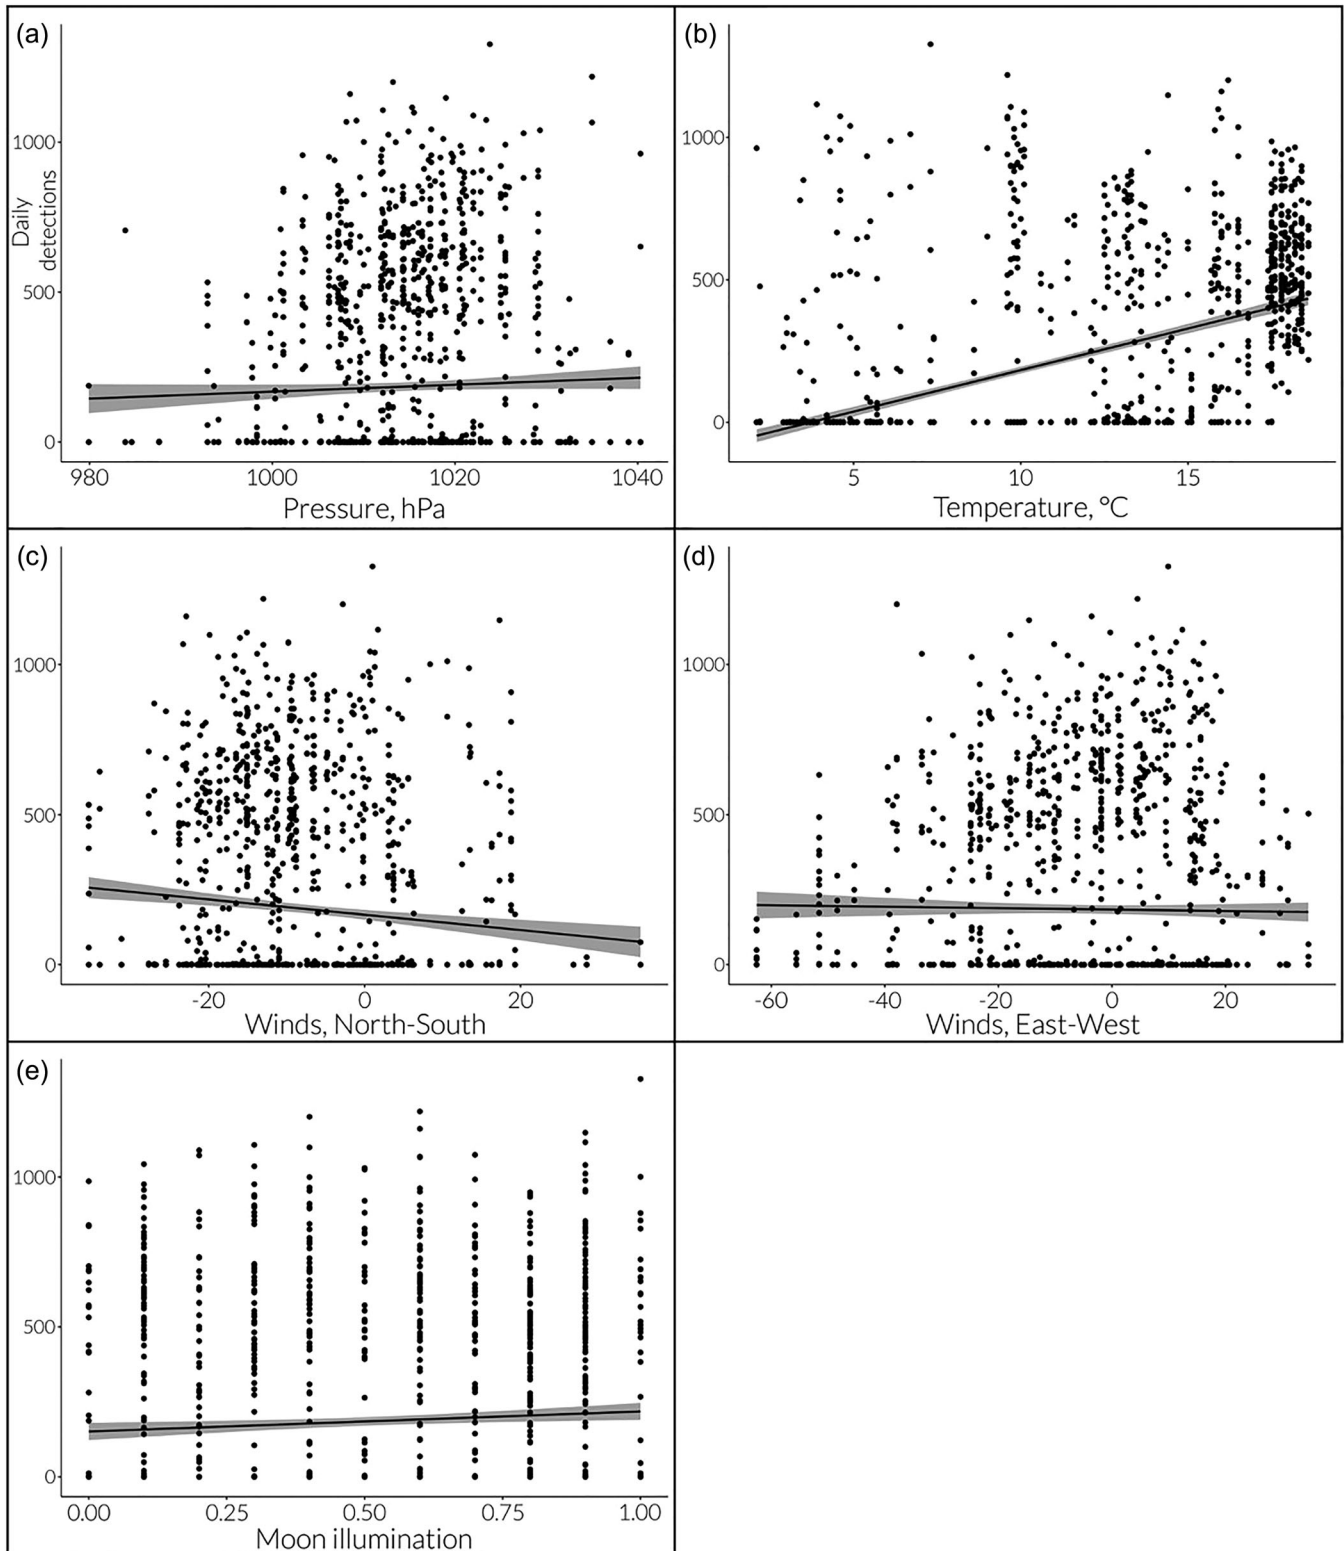 (a)
Daily
detections
1000
500
0
980 1000 1020 1040
Pressure, hPa
(b)
1000
500
0
5 10 15
Temperature, °C
(c)
1000
500
0
-20 0 20
Winds, North-South
(d)
1000
500
0
-60 -40 -20 0 20
Winds, East-West
(e)
1000
500
0
0.00 0.25 0.50 0.75 1.00
Moon illumination